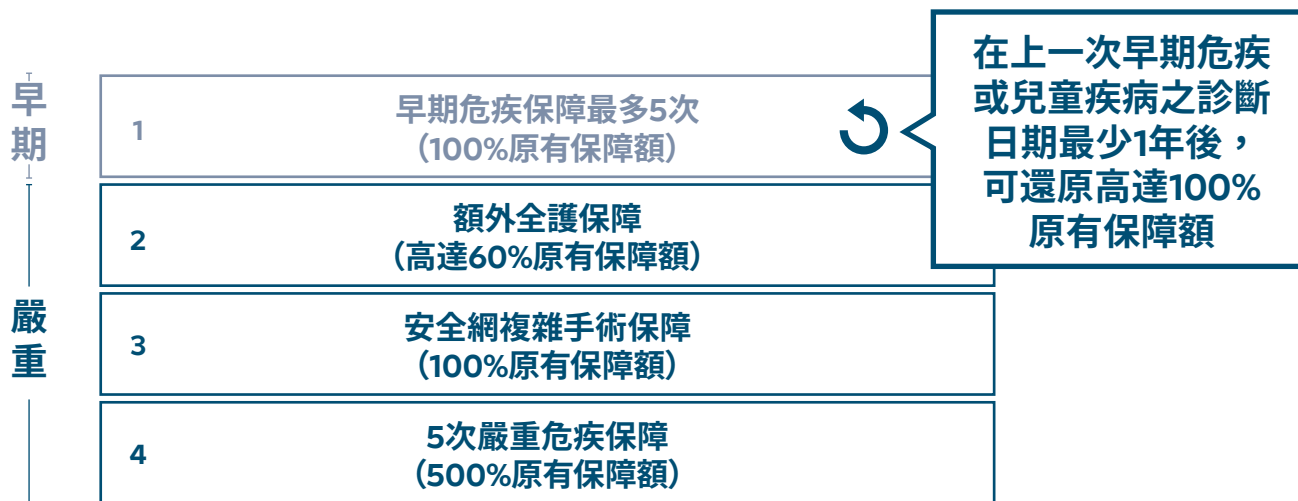 在上一次早期危疾
或兒童疾病之診斷
日期最少1年後，
可還原高達100%
原有保障額
早期
1
早期危疾保障最多5次
（100%原有保障額）
嚴重
2
額外全護保障
（高達60%原有保障額）
3
安全網複雜手術保障
（100%原有保障額）
4
5次嚴重危疾保障
（500%原有保障額）